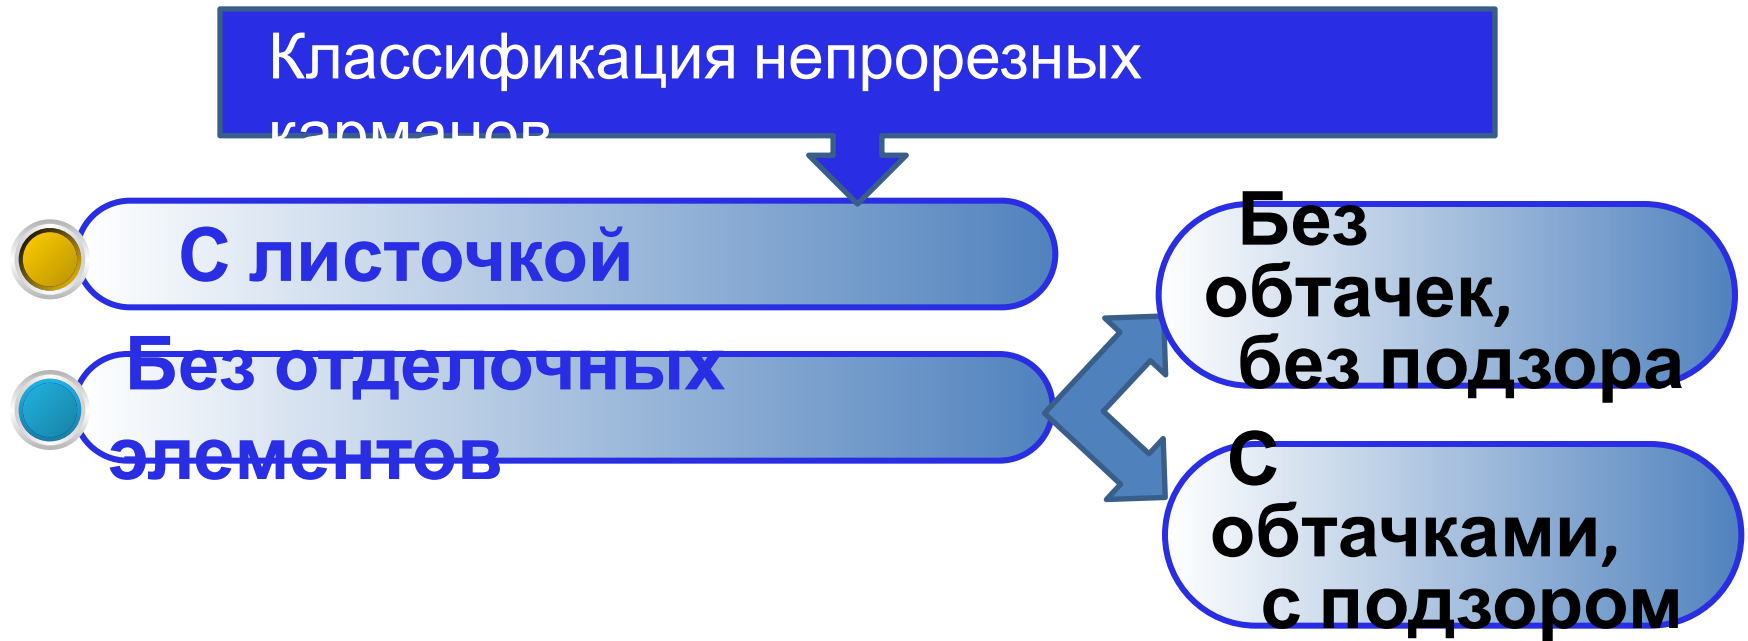 Классификация непрорезных
карманов
С листочкой
Без отделочных
элементов
Без
обтачек,
без подзора
С
обтачками,
с подзором